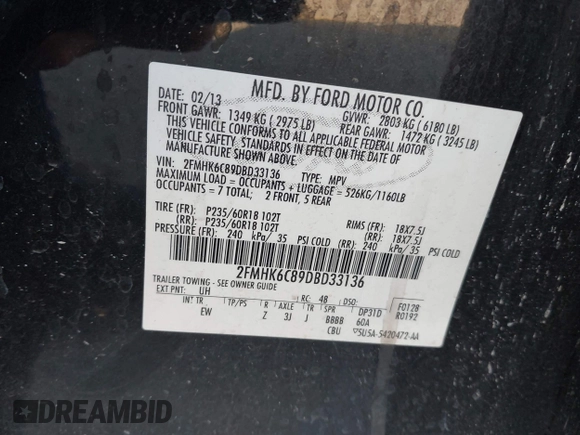 MFD. BY FORD MOTOR CO.
DATE: 02/13 GVWR: 2803 KG ( 6180 LB)
FRONT GAWR: 1349 KG ( 2975 LB) REAR GAWR: 1472 KG ( 3245 LB)
THIS VEHICLE CONFORMS TO ALL APPLICABLE FEDERAL MOTOR
VEHICLE SAFETY STANDARDS IN EFFECT ON THE DATE OF
MANUFACTURE SHOWN ABOVE.
VIN: 2FMHK6C89DBD33136 TYPE: MPV
MAXIMUM LOAD = OCCUPANTS + LUGGAGE = 526KG/1160LB
OCCUPANTS = 7 TOTAL; 2 FRONT, 5 REAR
TIRE (FR): P235/60R18 102T RIMS (FR): 18X7.5J
TIRE (RR): P235/60R18 102T 18X7.5J
PRESSURE (FR): 240 kPa/ 35 PSI COLD (RR): 240 kPa/ 35 PSI COLD
2FMHK6C89DBD33136
TRAILER TOWING - SEE OWNER GUIDE
EXT PNT: UH RC: 48 DSO: F0128
INT TR TP/PS R AXLE TR SPR DP3TD R0192
EW Z 3J J BBBB 60A
CBU 5U5A-5420472-AA
DREAMBID